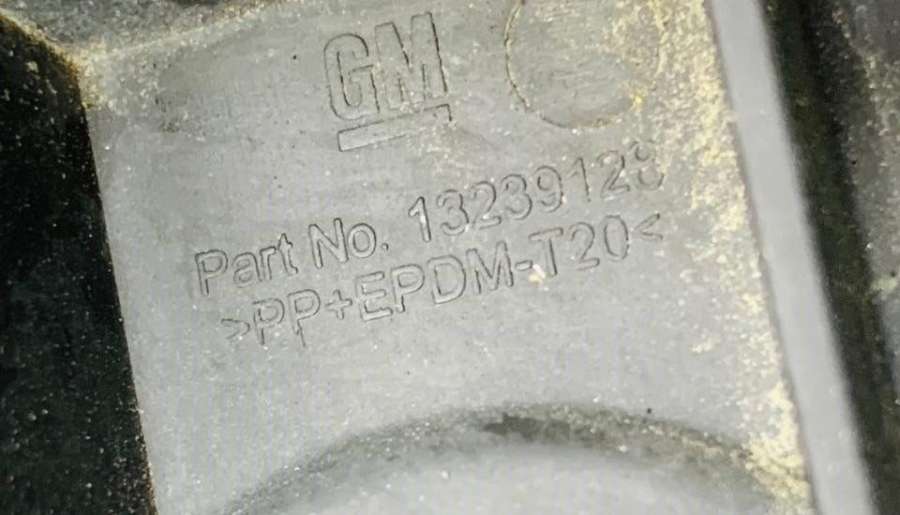 GM
Part No. 13239128
>PP+EPDM-T20<